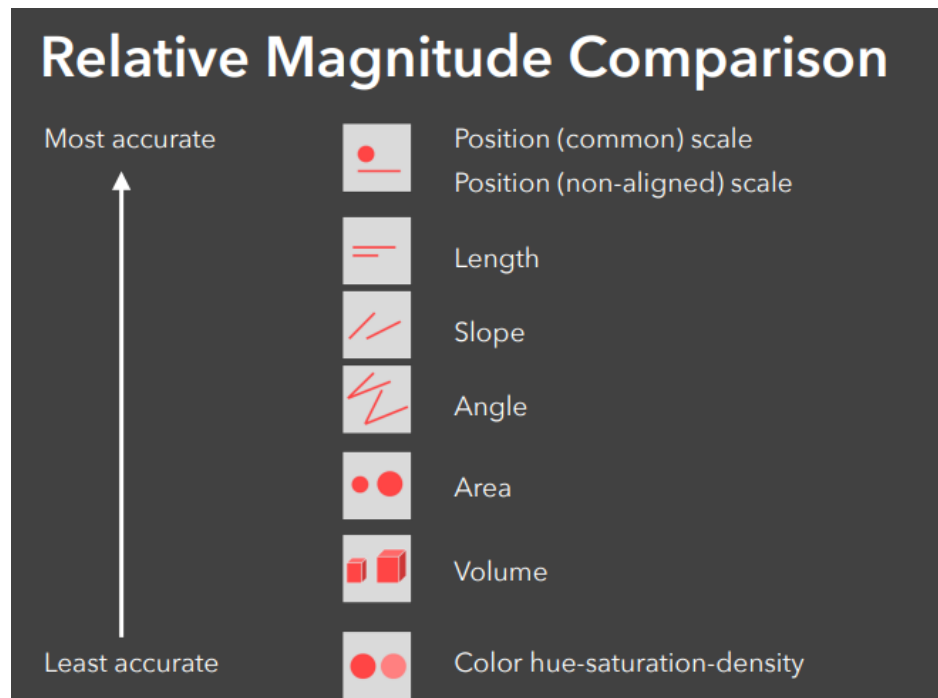 Relative Magnitude Comparison
Most accurate
Position (common) scale
Position (non-aligned) scale
Length
Slope
Angle
Area
Volume
Least accurate
Color hue-saturation-density